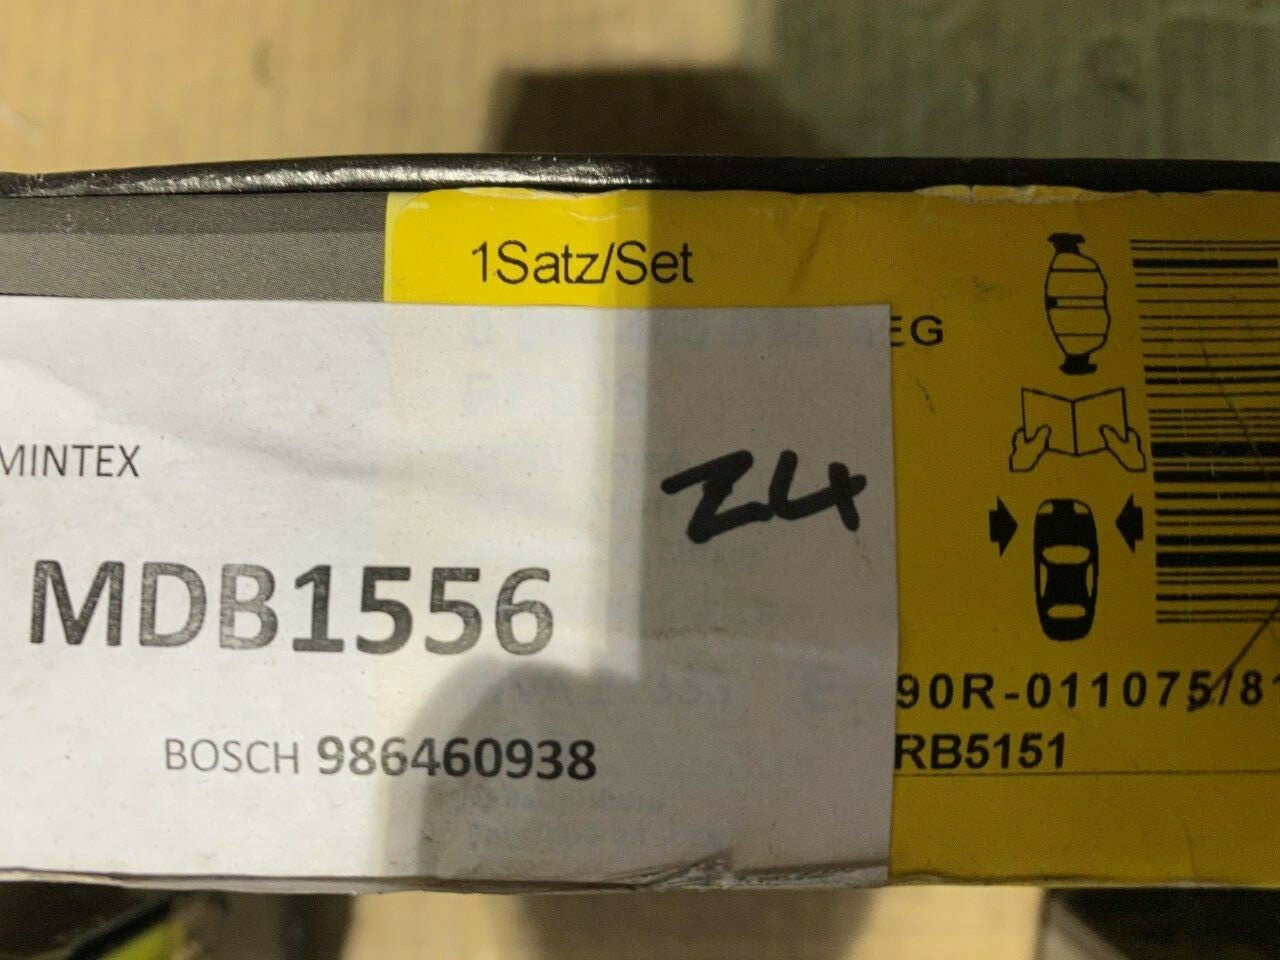 1Satz/Set
EG
MINTEX
Z4
MDB1556
90R-011075/81
BOSCH 986460938
RB5151